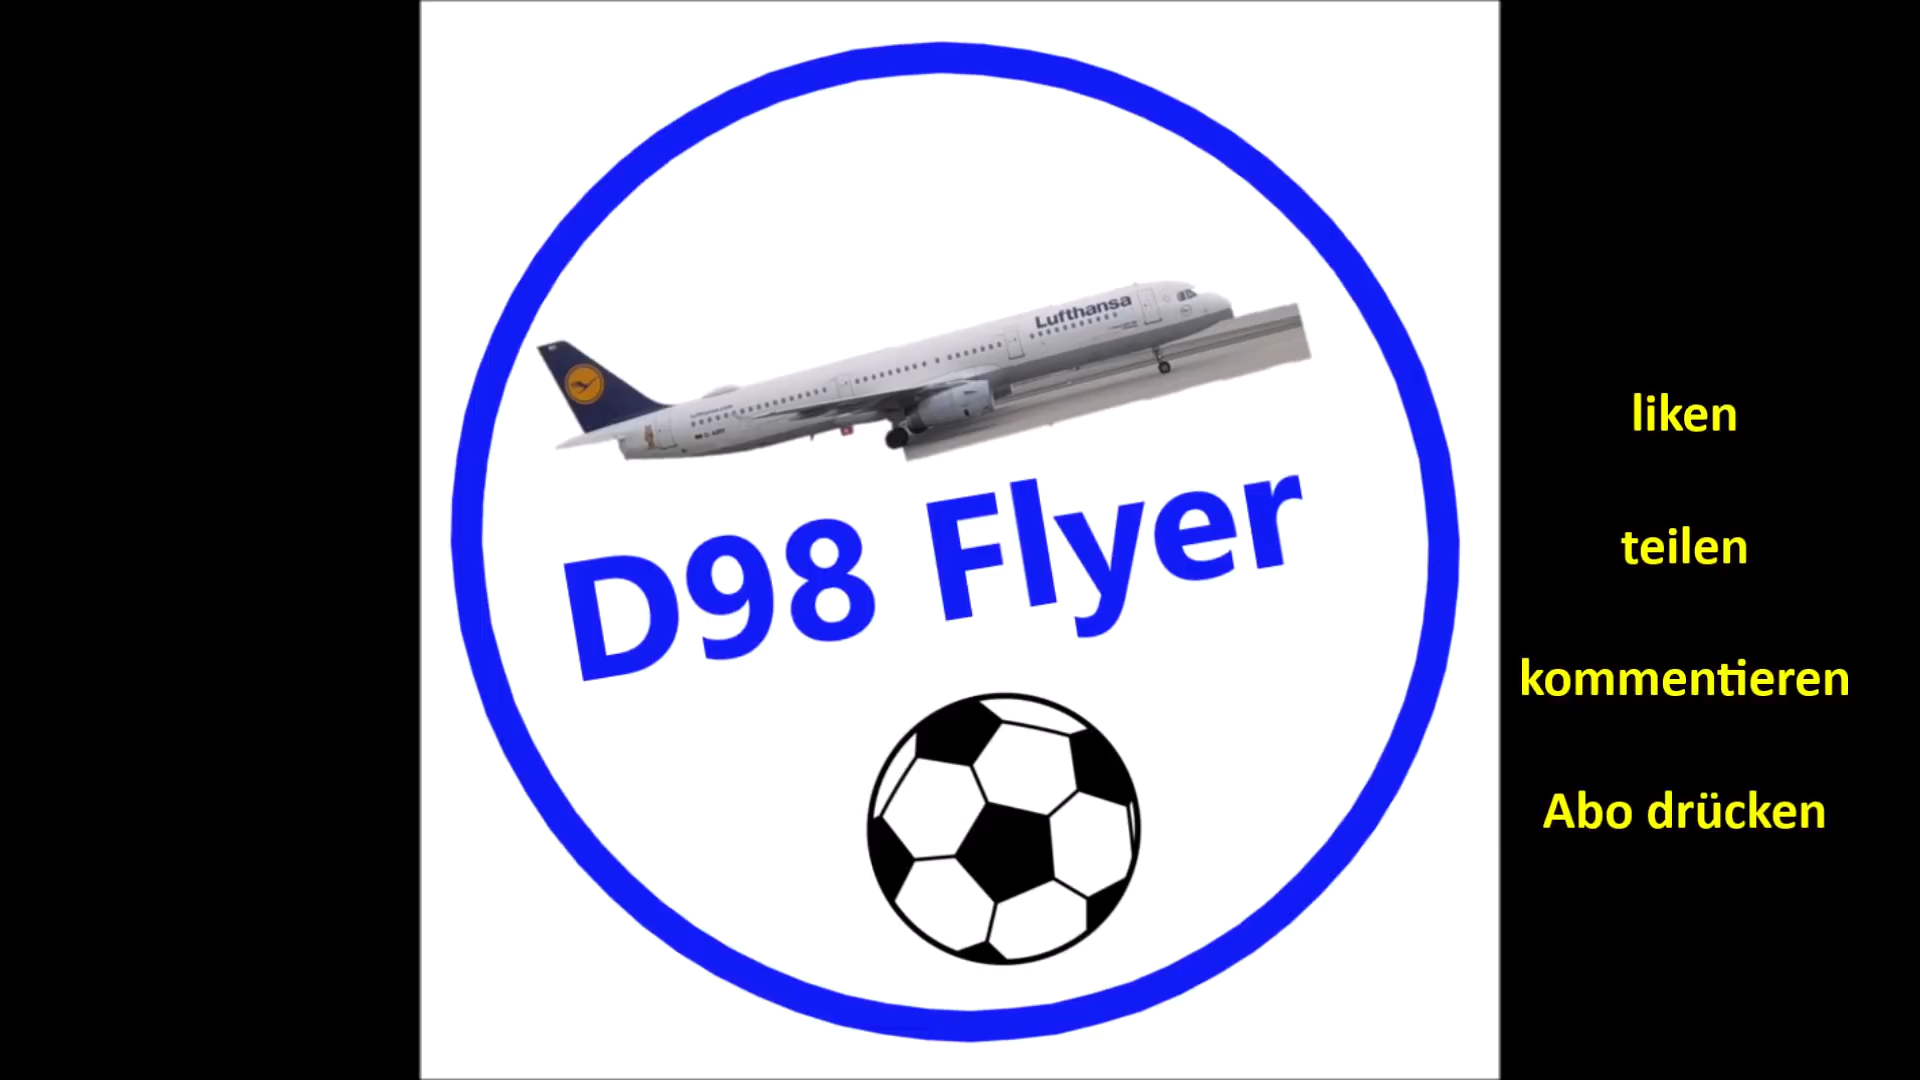 Lufthansa
D98 Flyer
liken
teilen
kommentieren
Abo drücken